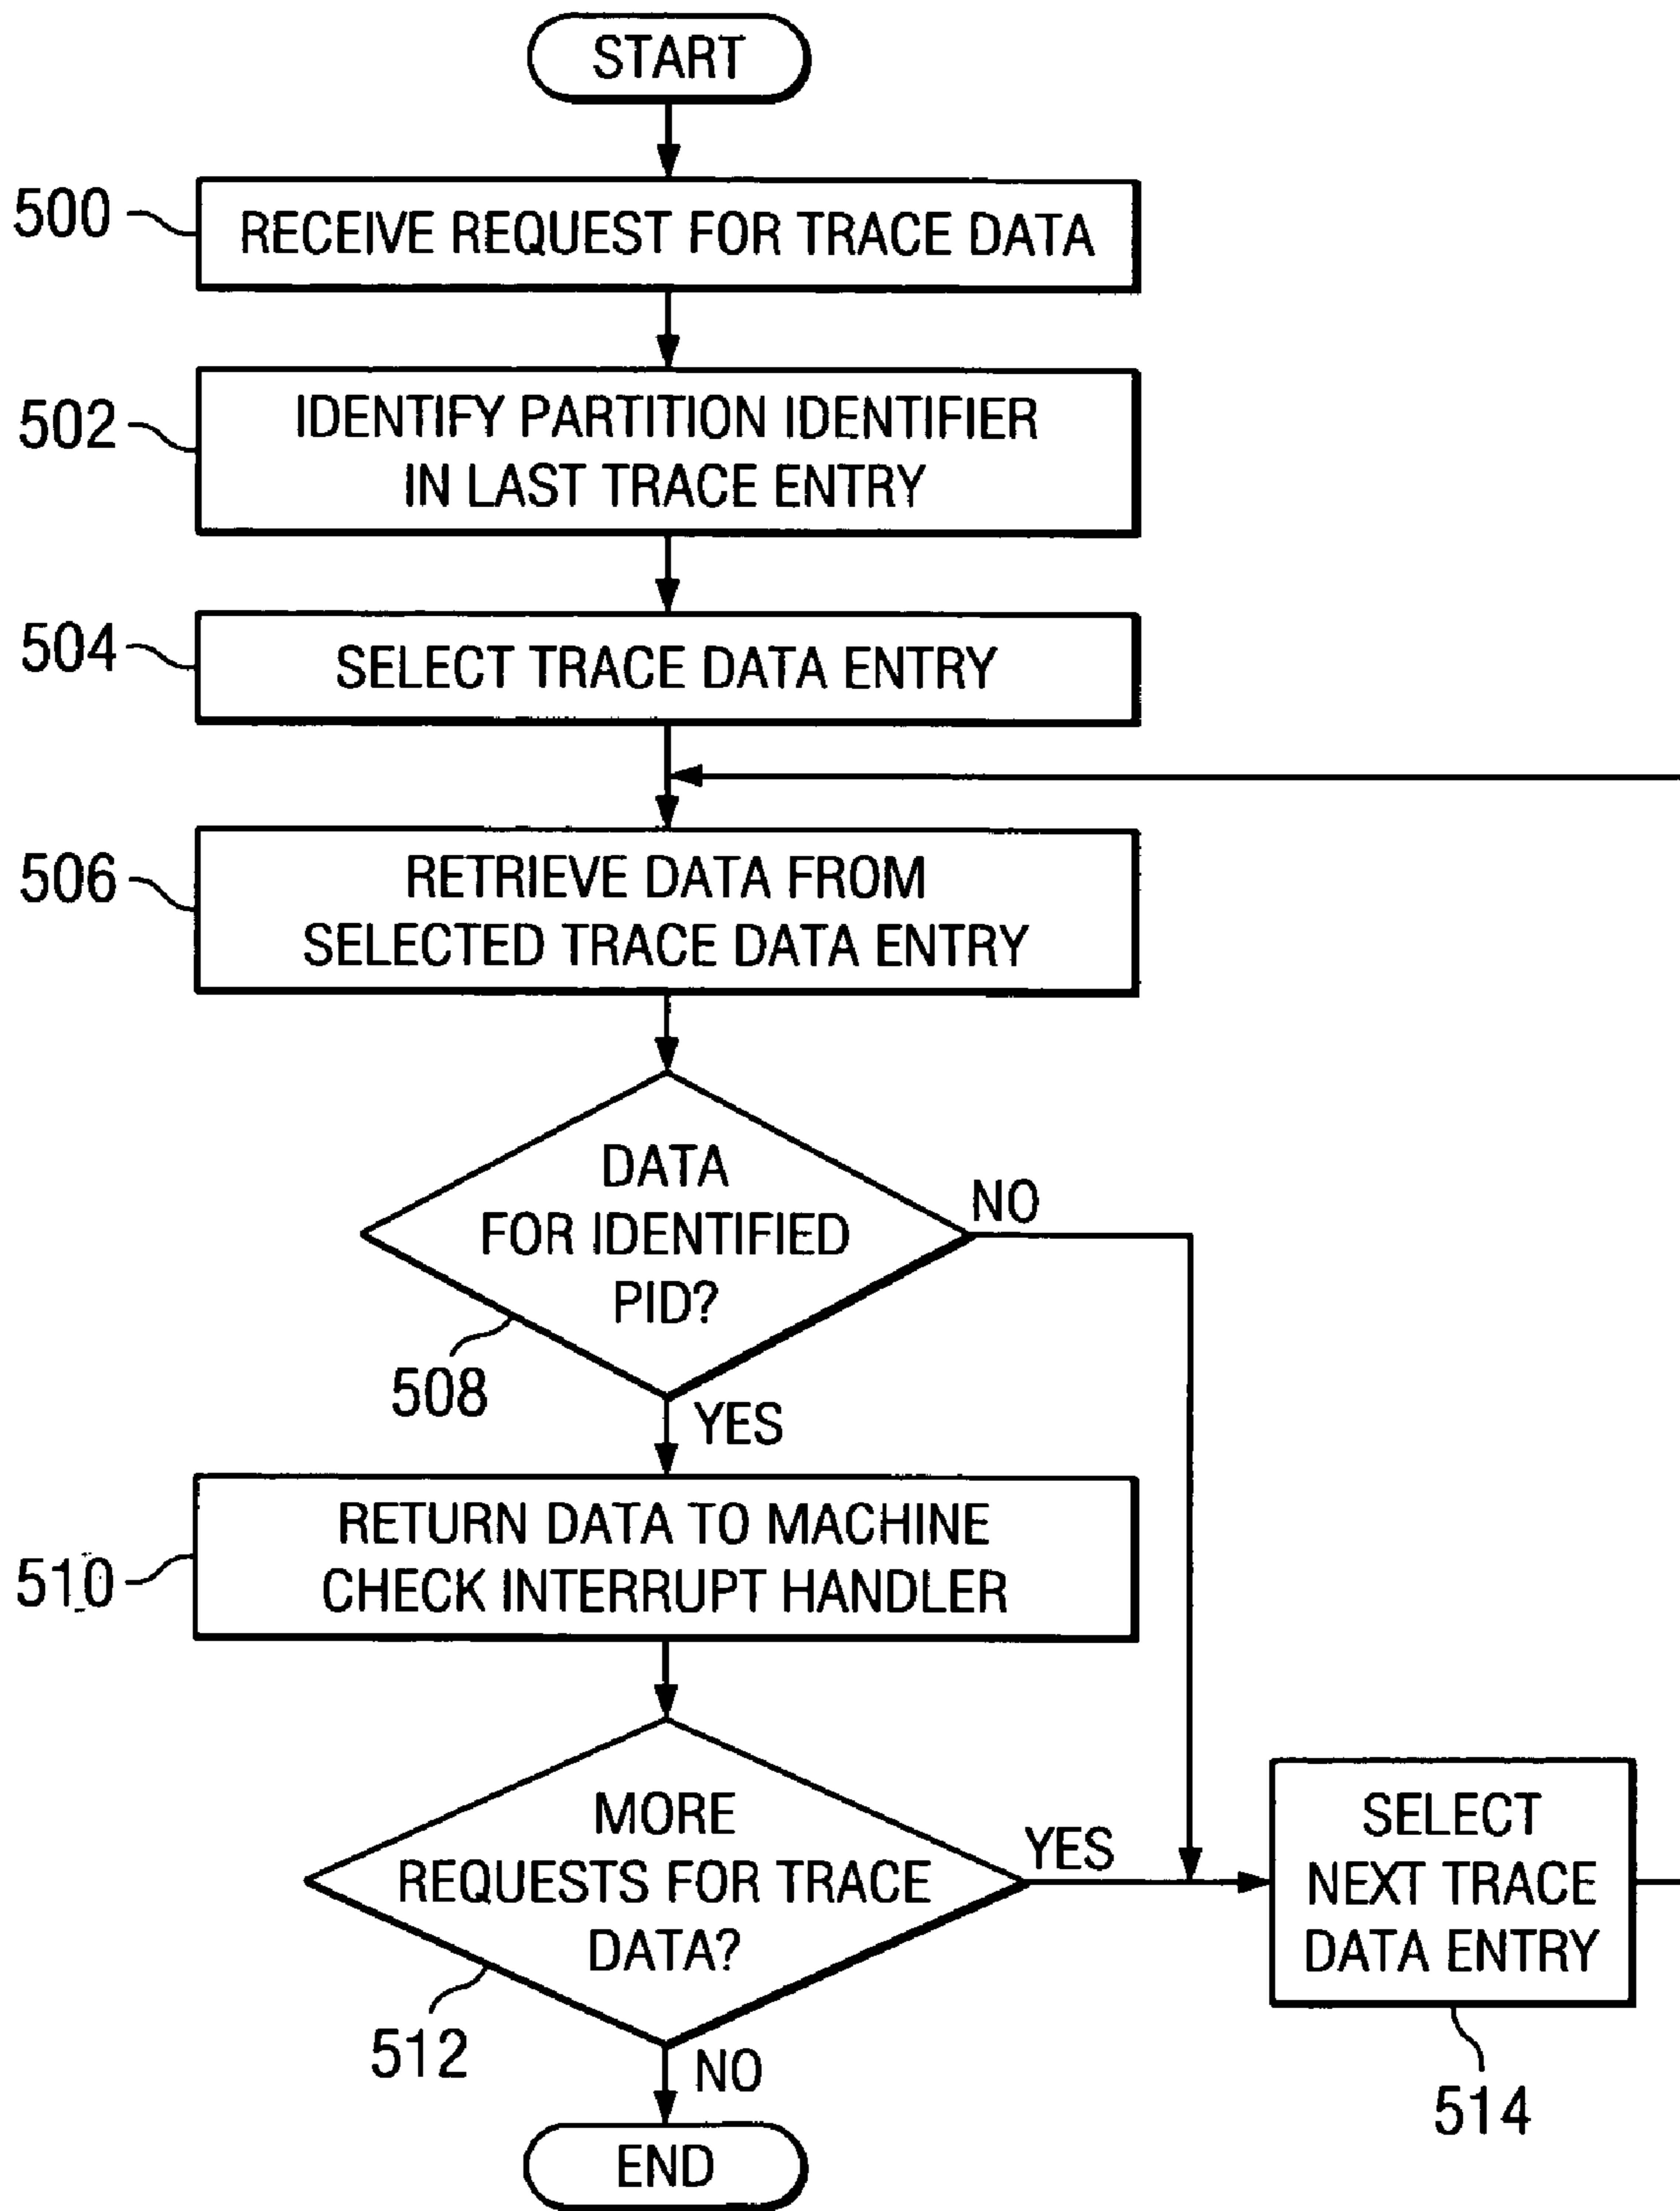 START
500
RECEIVE REQUEST FOR TRACE DATA
502
IDENTIFY PARTITION IDENTIFIER
IN LAST TRACE ENTRY
504
SELECT TRACE DATA ENTRY
506
RETRIEVE DATA FROM
SELECTED TRACE DATA ENTRY
DATA
FOR IDENTIFIED
PID?
NO
508
YES
510
RETURN DATA TO MACHINE
CHECK INTERRUPT HANDLER
MORE
REQUESTS FOR TRACE
DATA?
YES
512
NO
SELECT
NEXT TRACE
DATA ENTRY
514
END